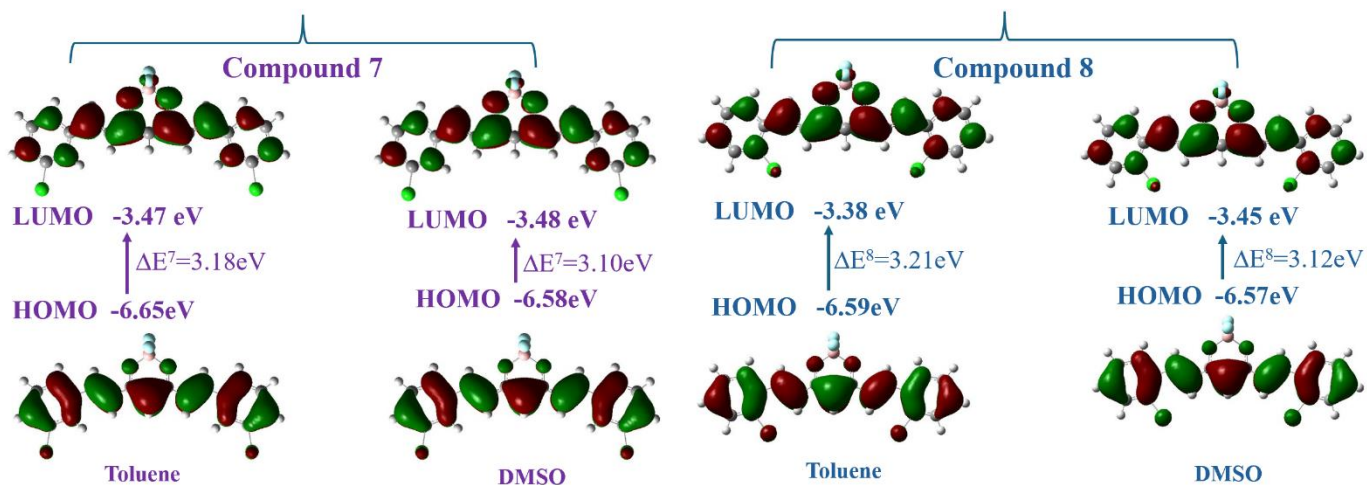 Compound 7
LUMO -3.47 eV
ΔE⁷=3.18eV
HOMO -6.65eV
Toluene
LUMO -3.48 eV
ΔE⁷=3.10eV
HOMO -6.58eV
DMSO
Compound 8
LUMO -3.38 eV
ΔE⁸=3.21eV
HOMO -6.59eV
Toluene
LUMO -3.45 eV
ΔE⁸=3.12eV
HOMO -6.57eV
DMSO